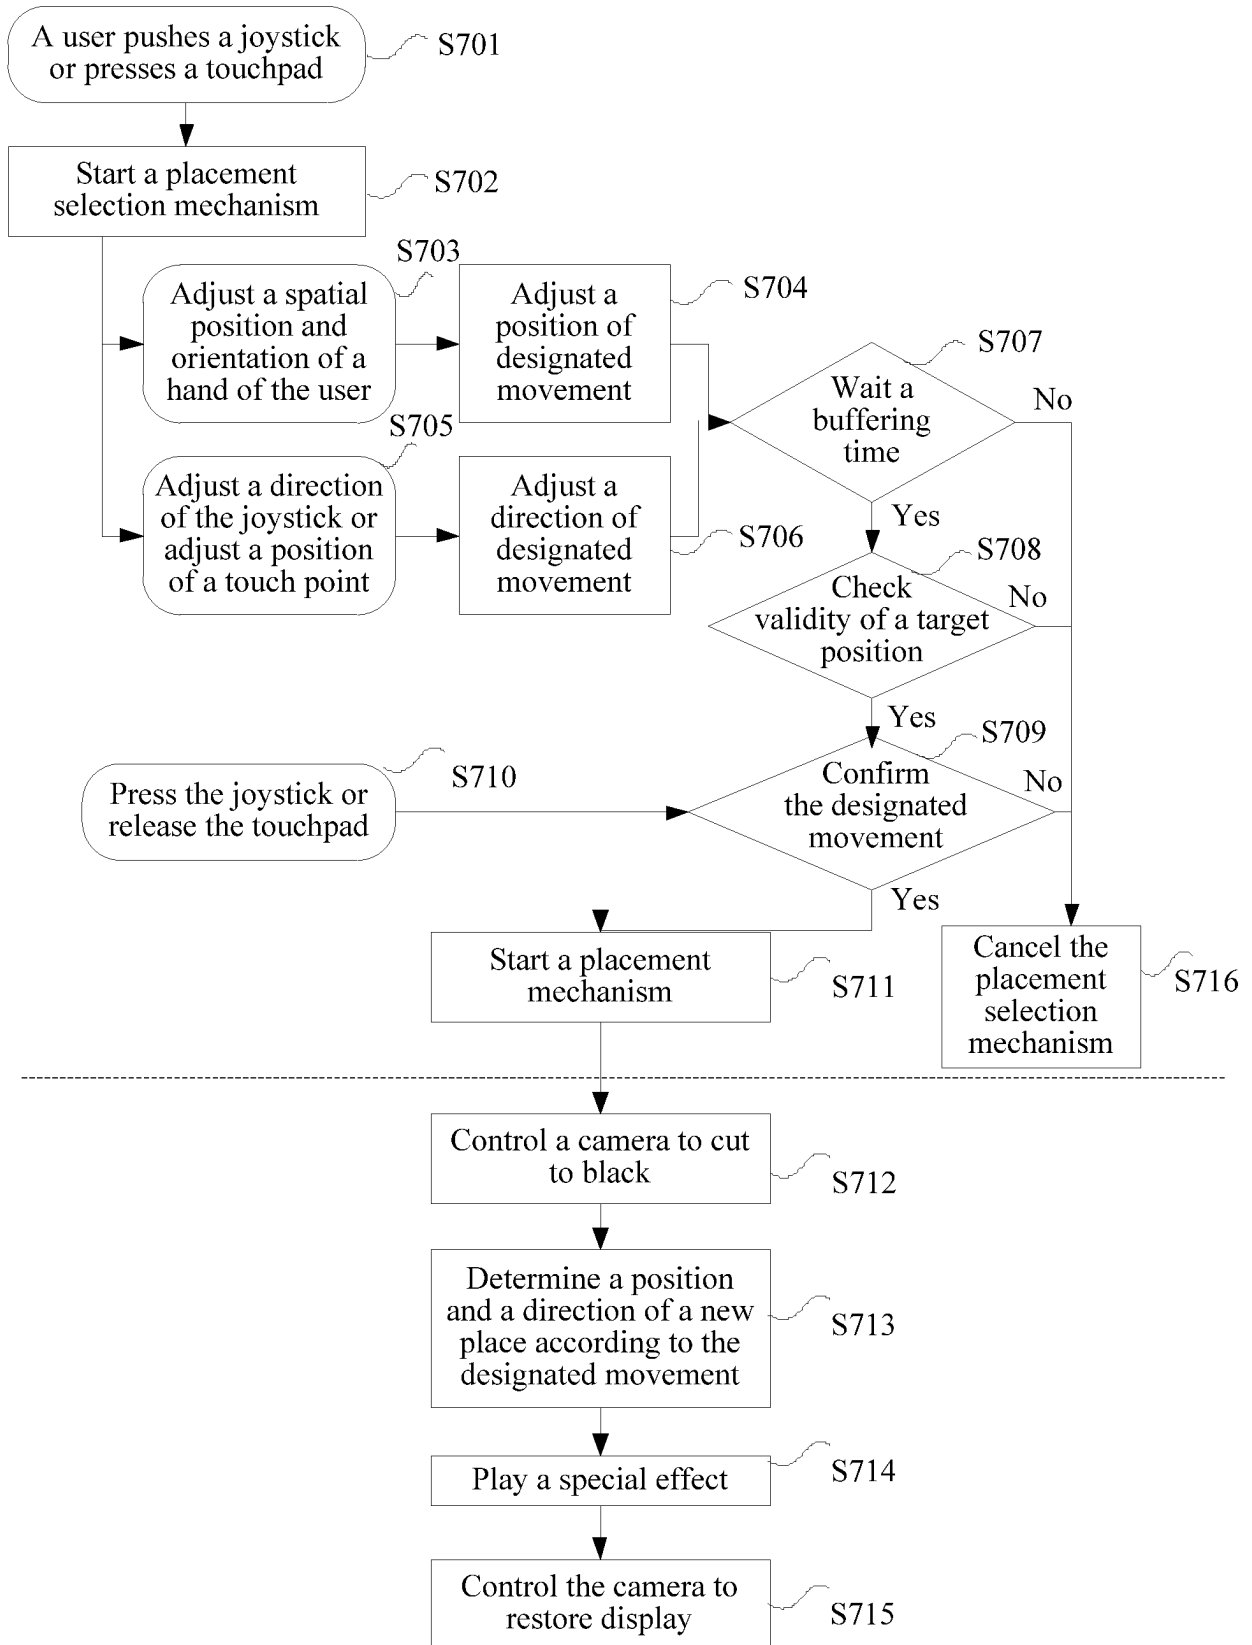 A user pushes a joystick
or presses a touchpad
S701
Start a placement
selection mechanism
S702
S703
Adjust a spatial
position and
orientation of a
hand of the user
Adjust a
position of
designated
movement
S704
S705
Adjust a direction
of the joystick or
adjust a position
of a touch point
Adjust a
direction of
designated
movement
S706
S707
Wait a
buffering
time
No
Yes
S708
Check
validity of a target
position
No
Yes
S709
Confirm
the designated
movement
No
Yes
S710
Press the joystick or
release the touchpad
Start a placement
mechanism
S711
Cancel the
placement
selection
mechanism
S716
Control a camera to cut
to black
S712
Determine a position
and a direction of a new
place according to the
designated movement
S713
Play a special effect
S714
Control the camera to
restore display
S715